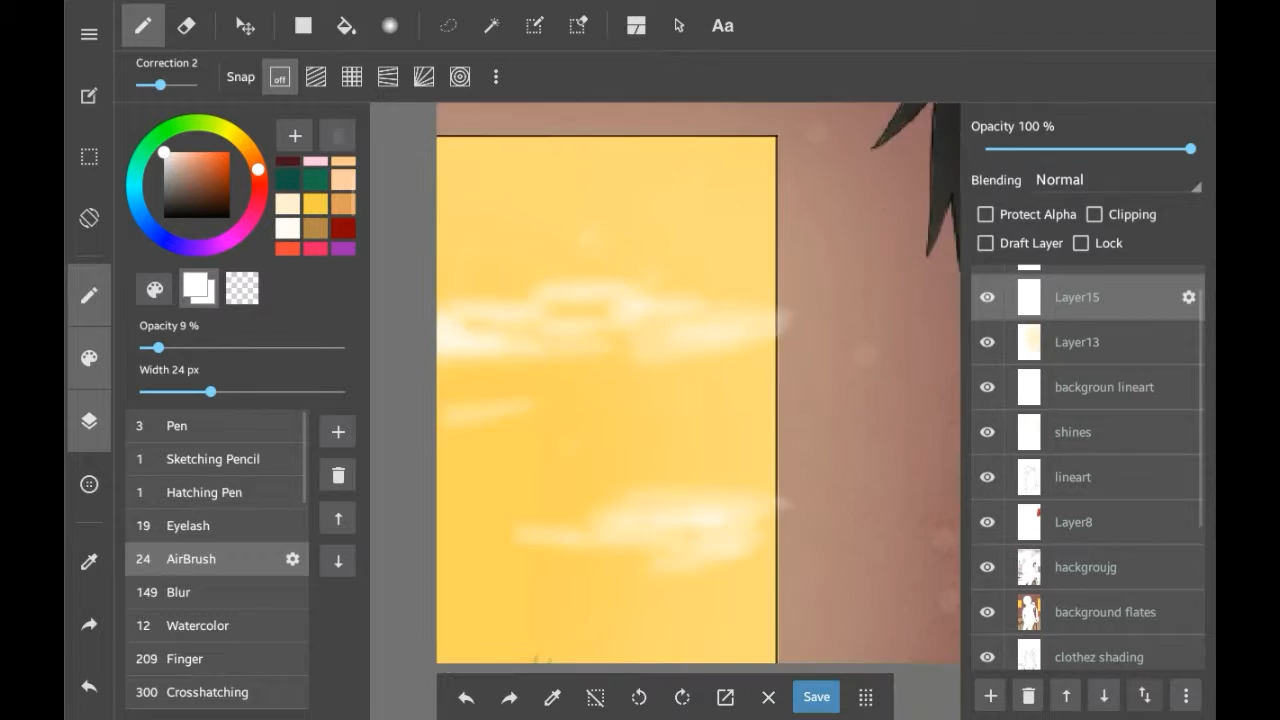 Aa
Correction 2
Snap
off
Opacity 9 %
Width 24 px
3 Pen
1 Sketching Pencil
1 Hatching Pen
19 Eyelash
24 AirBrush
149 Blur
12 Watercolor
209 Finger
300 Crosshatching
Save
Opacity 100 %
Blending Normal
Protect Alpha Clipping
Draft Layer Lock
Layer15
Layer13
backgroun lineart
shines
lineart
Layer8
hackgroujg
background flates
clothez shading